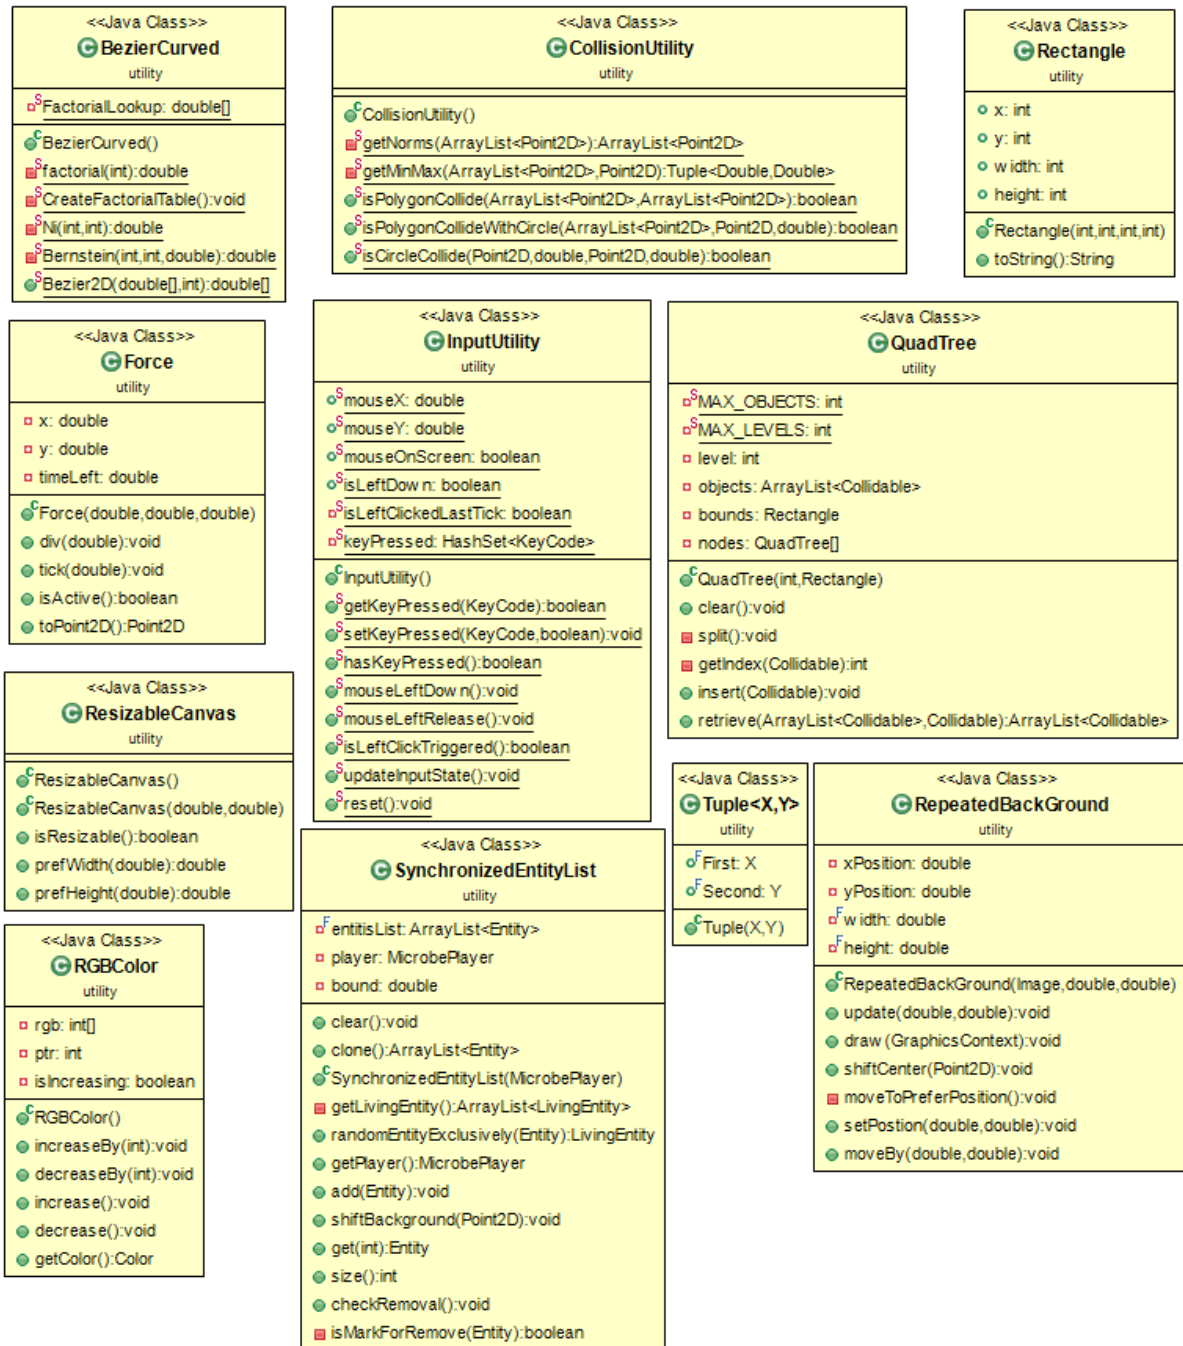 <<Java Class>>
BezierCurved
utility
FactorialLookup: double[]
BezierCurved()
factorial(int):double
CreateFactorialTable():void
Ni(int,int):double
Bernstein(int,int,double):double
Bezier2D(double[],int):double[]
<<Java Class>>
CollisionUtility
utility
CollisionUtility()
getNorms(ArrayList<Point2D>):ArrayList<Point2D>
getMinMax(ArrayList<Point2D>,Point2D):Tuple<Double,Double>
isPolygonCollide(ArrayList<Point2D>,ArrayList<Point2D>):boolean
isPolygonCollideWithCircle(ArrayList<Point2D>,Point2D,double):boolean
isCircleCollide(Point2D,double,Point2D,double):boolean
<<Java Class>>
Rectangle
utility
x: int
y: int
width: int
height: int
Rectangle(int,int,int,int)
toString():String
<<Java Class>>
Force
utility
x: double
y: double
timeLeft: double
Force(double,double,double)
div(double):void
tick(double):void
isActive():boolean
toPoint2D():Point2D
<<Java Class>>
InputUtility
utility
mouseX: double
mouseY: double
mouseOnScreen: boolean
isLeftDown: boolean
isLeftClickedLastTick: boolean
keyPressed: HashSet<KeyCode>
InputUtility()
getKeyPressed(KeyCode):boolean
setKeyPressed(KeyCode,boolean):void
hasKeyPressed():boolean
mouseLeftDown():void
mouseLeftRelease():void
isLeftClickTriggered():boolean
updateInputState():void
reset():void
<<Java Class>>
QuadTree
utility
MAX_OBJECTS: int
MAX_LEVELS: int
level: int
objects: ArrayList<Collidable>
bounds: Rectangle
nodes: QuadTree[]
QuadTree(int,Rectangle)
clear():void
split():void
getIndex(Collidable):int
insert(Collidable):void
retrieve(ArrayList<Collidable>,Collidable):ArrayList<Collidable>
<<Java Class>>
ResizableCanvas
utility
ResizableCanvas()
ResizableCanvas(double,double)
isResizable():boolean
prefWidth(double):double
prefHeight(double):double
<<Java Class>>
Tuple<X,Y>
utility
First: X
Second: Y
Tuple(X,Y)
<<Java Class>>
RepeatedBackGround
utility
xPosition: double
yPosition: double
width: double
height: double
RepeatedBackGround(Image,double,double)
update(double,double):void
draw(GraphicsContext):void
shiftCenter(Point2D):void
moveToPreferPosition():void
setPostion(double,double):void
moveBy(double,double):void
<<Java Class>>
SynchronizedEntityList
utility
entitisList: ArrayList<Entity>
player: MicrobePlayer
bound: double
clear():void
clone():ArrayList<Entity>
SynchronizedEntityList(MicrobePlayer)
getLivingEntity():ArrayList<LivingEntity>
randomEntityExclusively(Entity):LivingEntity
getPlayer():MicrobePlayer
add(Entity):void
shiftBackground(Point2D):void
get(int):Entity
size():int
checkRemoval():void
isMarkForRemove(Entity):boolean
<<Java Class>>
RGBColor
utility
rgb: int[]
ptr: int
isIncreasing: boolean
RGBColor()
increaseBy(int):void
decreaseBy(int):void
increase():void
decrease():void
getColor():Color